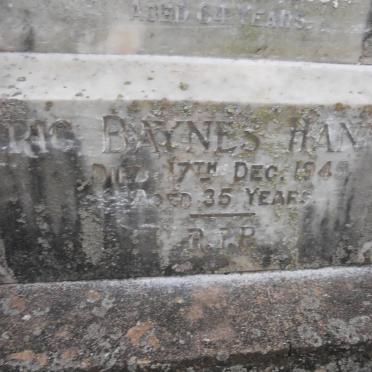 AGED 64 YEARS.
RIC BAYNES HAN
DIED 17TH DEC. 194
AGED 35 YEARS
R.I.P.